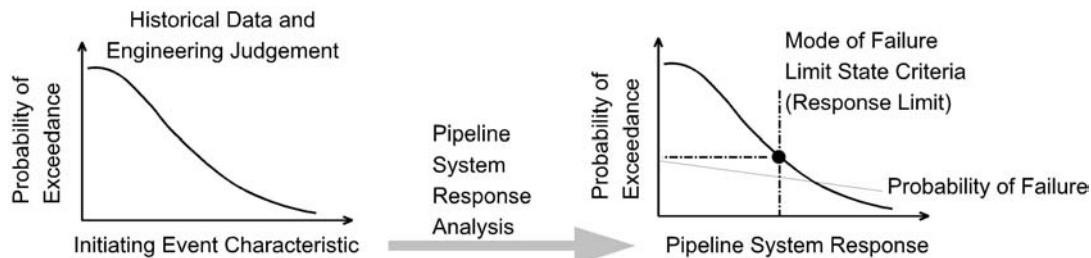 Historical Data and
Engineering Judgement
Probability of
Exceedance
Initiating Event Characteristic
Pipeline
System
Response
Analysis
Mode of Failure
Limit State Criteria
(Response Limit)
Probability of
Exceedance
Probability of Failure
Pipeline System Response